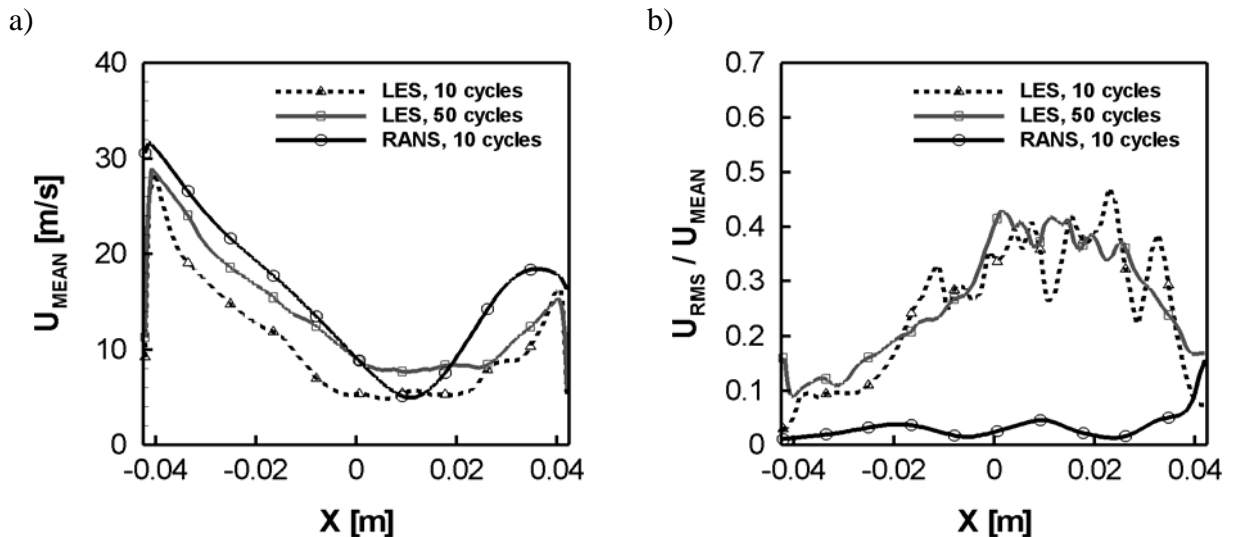 a)
40
30
20
10
0
U_MEAN [m/s]
LES, 10 cycles
LES, 50 cycles
RANS, 10 cycles
-0.04
-0.02
0
0.02
0.04
X [m]
b)
0.7
0.6
0.5
0.4
0.3
0.2
0.1
0
U_RMS / U_MEAN
LES, 10 cycles
LES, 50 cycles
RANS, 10 cycles
-0.04
-0.02
0
0.02
0.04
X [m]